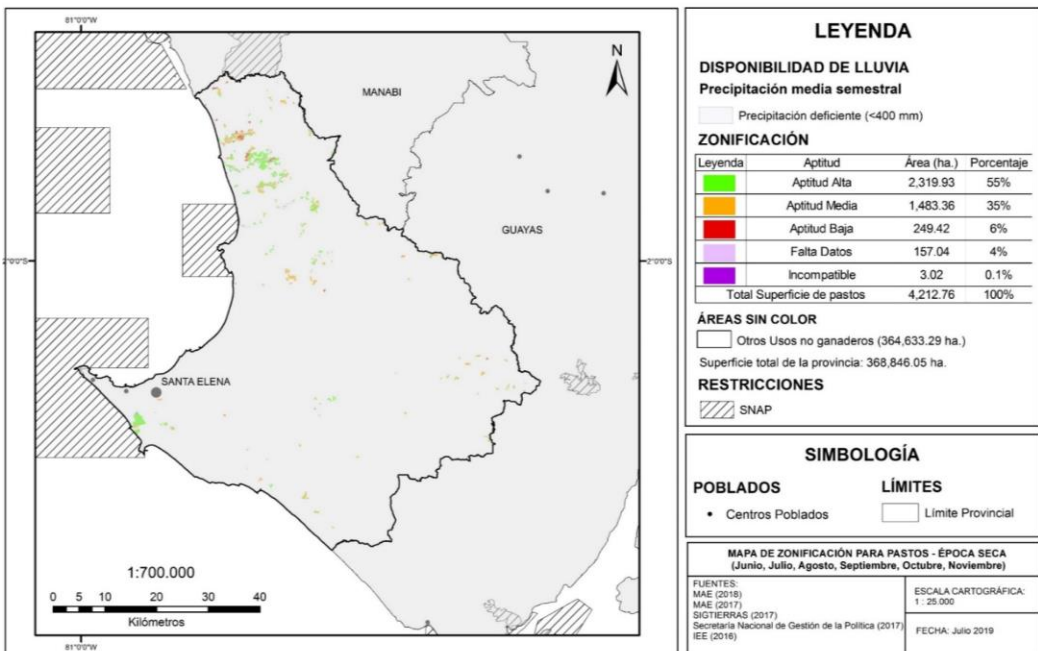 81°0'0"W
N
MANABI
GUAYAS
2°0'0"S
2°0'0"S
SANTA ELENA
1:700.000
0 5 10 20 30 40
Kilómetros
81°0'0"W
LEYENDA
DISPONIBILIDAD DE LLUVIA
Precipitación media semestral
Precipitación deficiente (<400 mm)
ZONIFICACIÓN
Leyenda Aptitud Área (ha.) Porcentaje
Aptitud Alta 2,319.93 55%
Aptitud Media 1,483.36 35%
Aptitud Baja 249.42 6%
Falta Datos 157.04 4%
Incompatible 3.02 0.1%
Total Superficie de pastos 4,212.76 100%
ÁREAS SIN COLOR
Otros Usos no ganaderos (364,633.29 ha.)
Superficie total de la provincia: 368,846.05 ha.
RESTRICCIONES
SNAP
SIMBOLOGÍA
POBLADOS LÍMITES
Centros Poblados Límite Provincial
MAPA DE ZONIFICACIÓN PARA PASTOS - ÉPOCA SECA
(Junio, Julio, Agosto, Septiembre, Octubre, Noviembre)
FUENTES:
MAE (2018)
MAE (2017)
SIGTIERRAS (2017)
Secretaría Nacional de Gestión de la Política (2017)
IEE (2016)
ESCALA CARTOGRÁFICA:
1 : 25.000
FECHA: Julio 2019